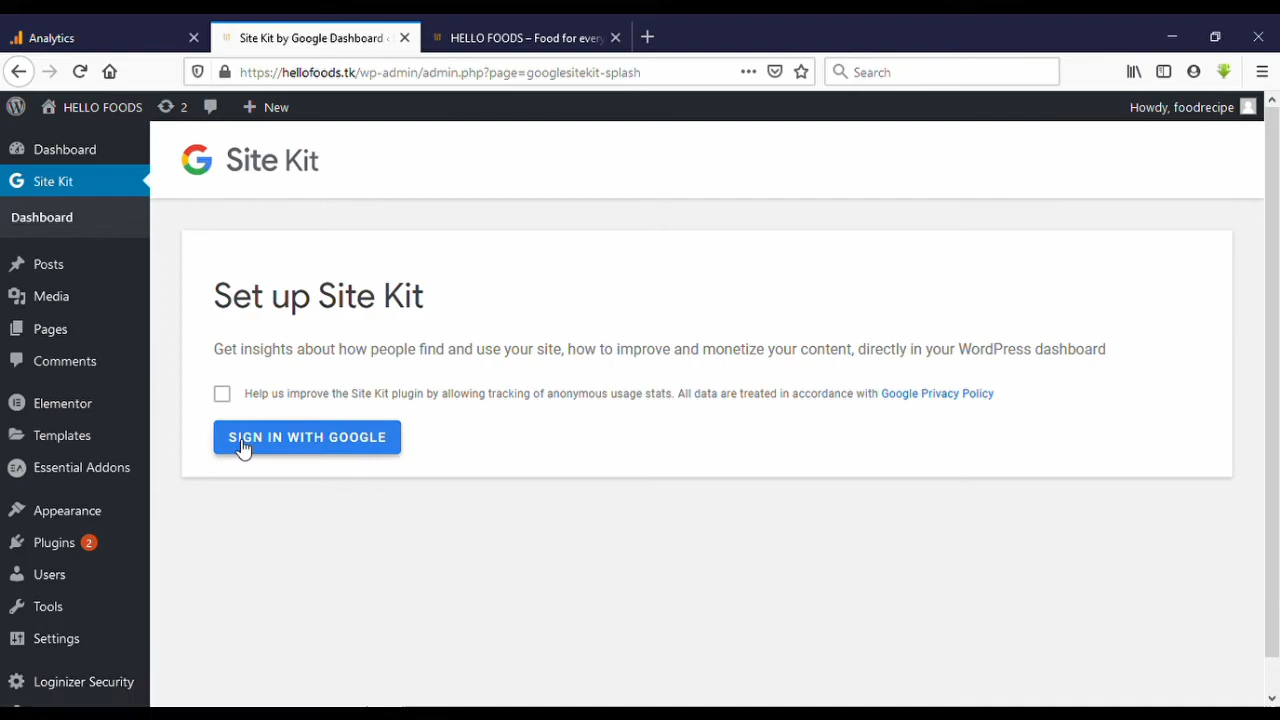 Analytics
Site Kit by Google Dashboard
HELLO FOODS – Food for every
https://hellofoods.tk/wp-admin/admin.php?page=googlesitekit-splash
Search
HELLO FOODS
2
New
Howdy, foodrecipe
Dashboard
Site Kit
Dashboard
Posts
Media
Pages
Comments
Elementor
Templates
Essential Addons
Appearance
Plugins 2
Users
Tools
Settings
Loginizer Security
Site Kit
Set up Site Kit
Get insights about how people find and use your site, how to improve and monetize your content, directly in your WordPress dashboard
Help us improve the Site Kit plugin by allowing tracking of anonymous usage stats. All data are treated in accordance with Google Privacy Policy
SIGN IN WITH GOOGLE